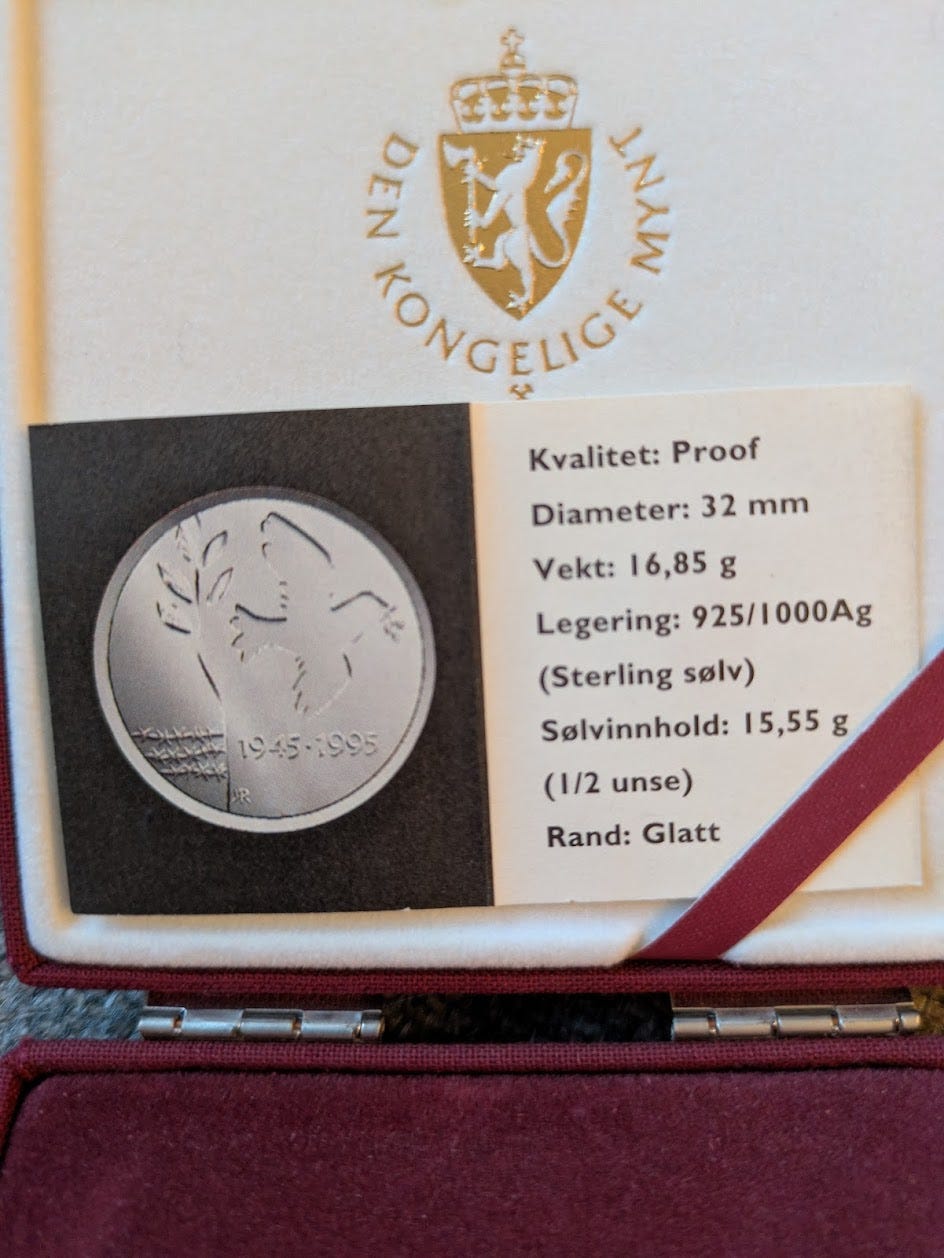 DEN KONGELIGE MYNT
1945·1995
Kvalitet: Proof
Diameter: 32 mm
Vekt: 16,85 g
Legering: 925/1000Ag
(Sterling sølv)
Sølvinnhold: 15,55 g
(1/2 unse)
Rand: Glatt